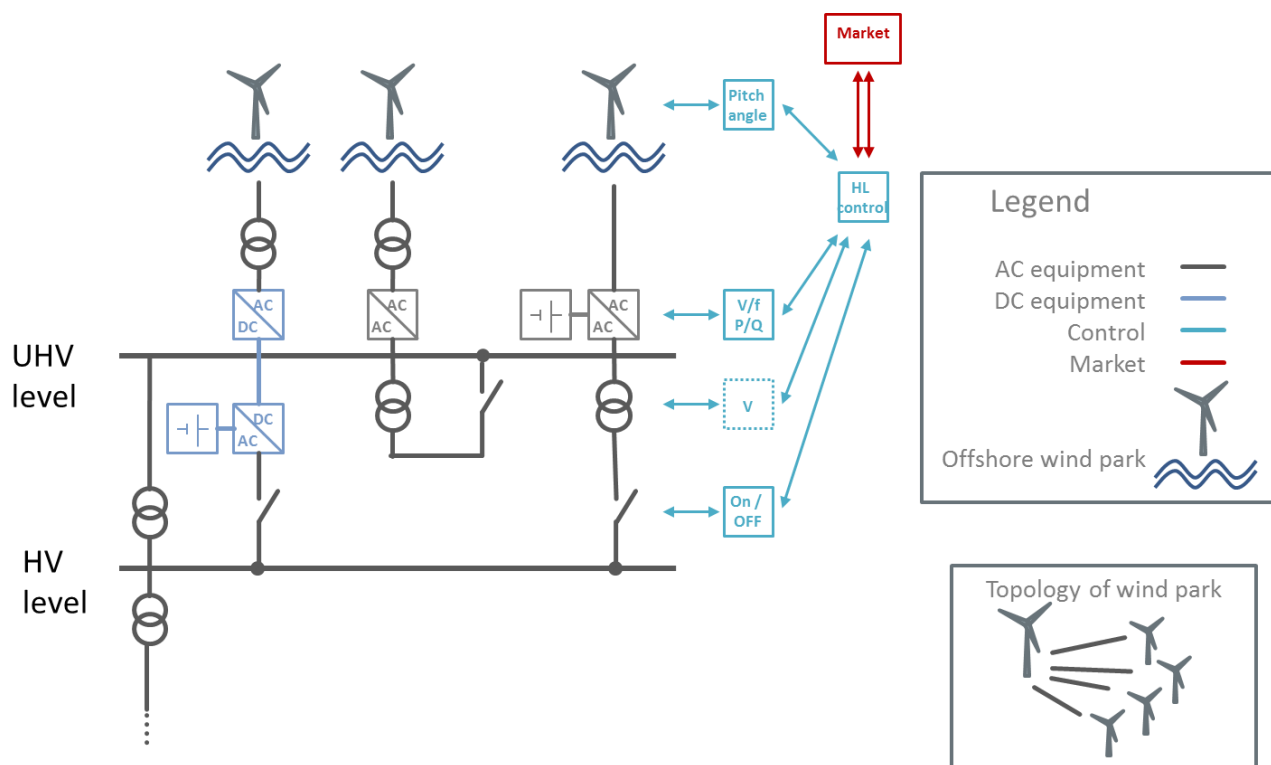 Market
Pitch
angle
HL
control
Legend
AC equipment
DC equipment
Control
Market
Offshore wind park
AC
DC
AC
AC
AC
AC
V/f
P/Q
UHV
level
DC
AC
V
On /
OFF
HV
level
Topology of wind park